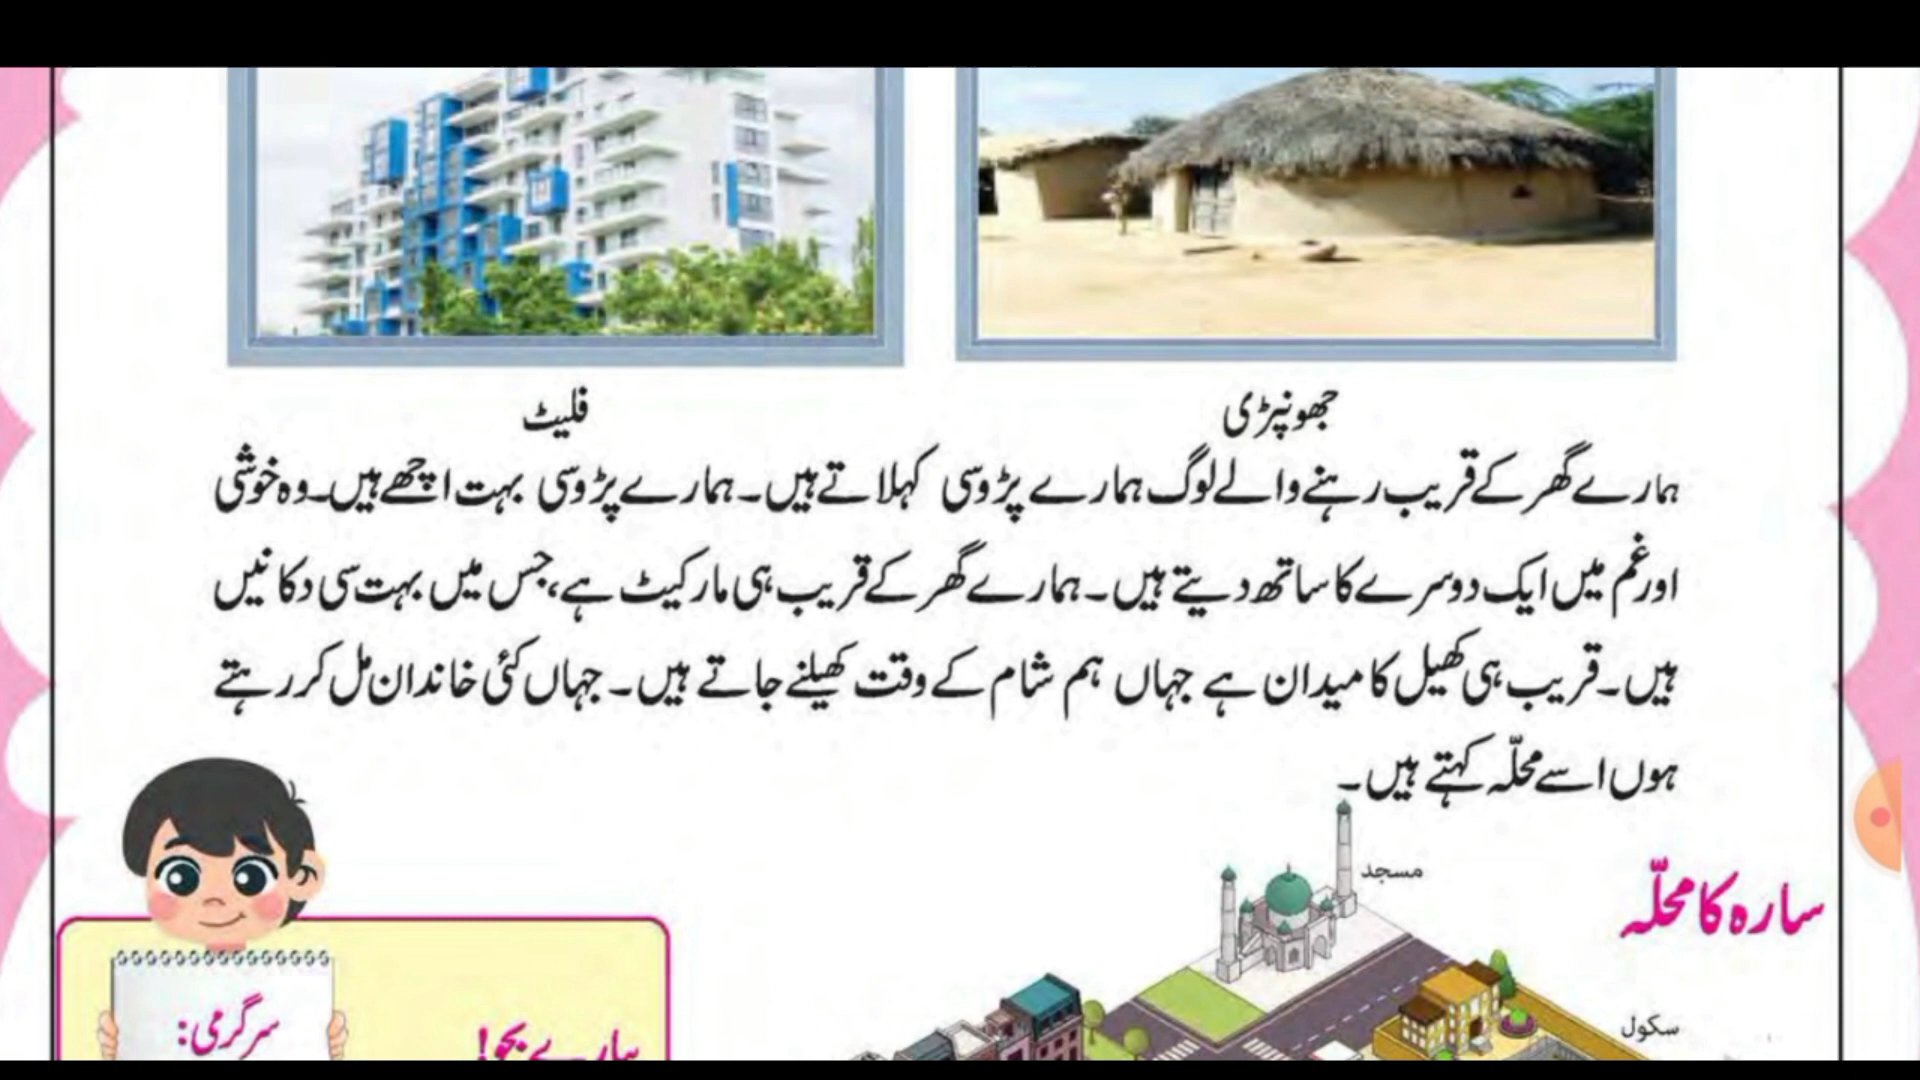 جھونپڑی
فلیٹ
ہمارے گھر کے قریب رہنے والے لوگ ہمارے پڑوسی کہلاتے ہیں۔ ہمارے پڑوسی بہت اچھے ہیں۔ وہ خوشی
اور غم میں ایک دوسرے کا ساتھ دیتے ہیں۔ ہمارے گھر کے قریب ہی مارکیٹ ہے، جس میں بہت سی دکانیں
ہیں۔ قریب ہی کھیل کا میدان ہے جہاں ہم شام کے وقت کھیلنے جاتے ہیں۔ جہاں کئی خاندان مل کر رہتے
ہوں اسے محلّہ کہتے ہیں۔
سارہ کا محلّہ
مسجد
سکول
سرگرمی: